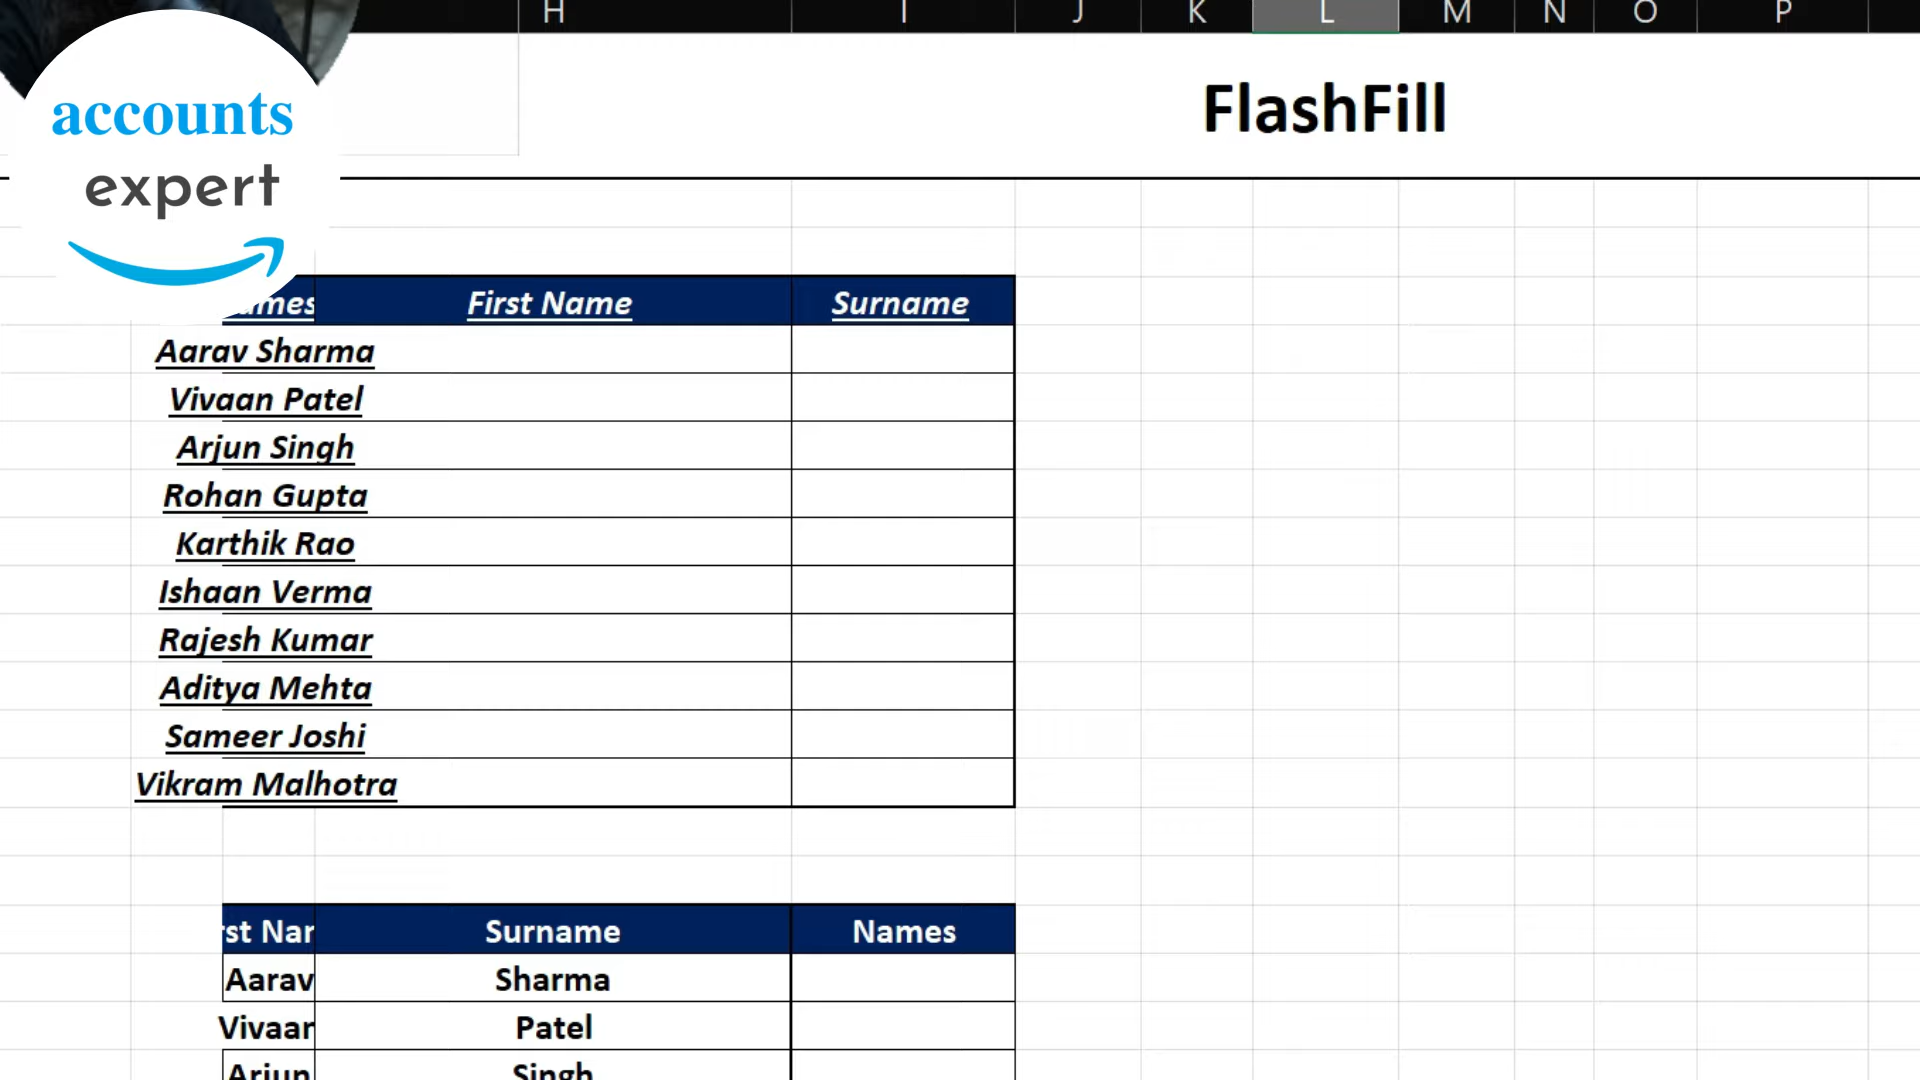 H I J K L M N O P
accounts
expert
FlashFill
ames First Name Surname
Aarav Sharma
Vivaan Patel
Arjun Singh
Rohan Gupta
Karthik Rao
Ishaan Verma
Rajesh Kumar
Aditya Mehta
Sameer Joshi
Vikram Malhotra
rst Nar Surname Names
Aarav Sharma
Vivaar Patel
Arjun Singh